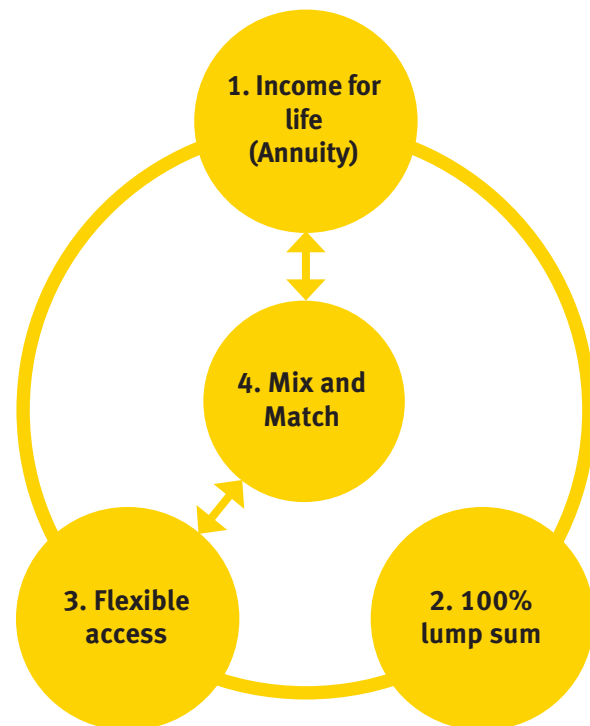 1. Income for
life
(Annuity)
4. Mix and
Match
3. Flexible
access
2. 100%
lump sum